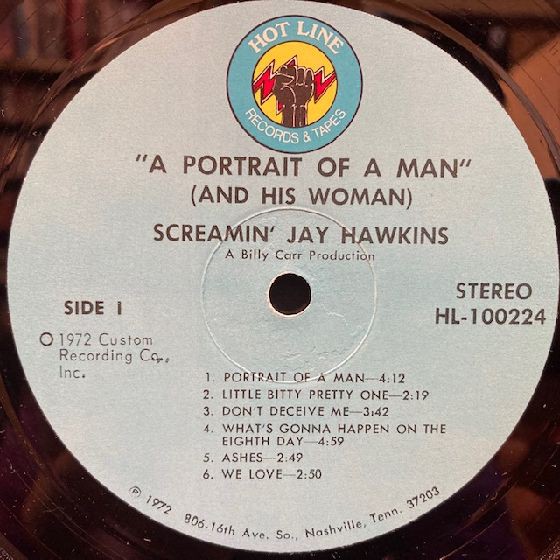 HOT LINE
RECORDS & TAPES
"A PORTRAIT OF A MAN"
(AND HIS WOMAN)
SCREAMIN' JAY HAWKINS
A Billy Carr Production
SIDE I
STEREO
HL-100224
© 1972 Custom
Recording Co.,
Inc.
1. PORTRAIT OF A MAN—4:12
2. LITTLE BITTY PRETTY ONE—2:19
3. DON'T DECEIVE ME—3:42
4. WHAT'S GONNA HAPPEN ON THE
EIGHTH DAY—4:59
5. ASHES—2:49
6. WE LOVE—2:50
℗ 1972 806.16th Ave. So., Nashville, Tenn. 37203